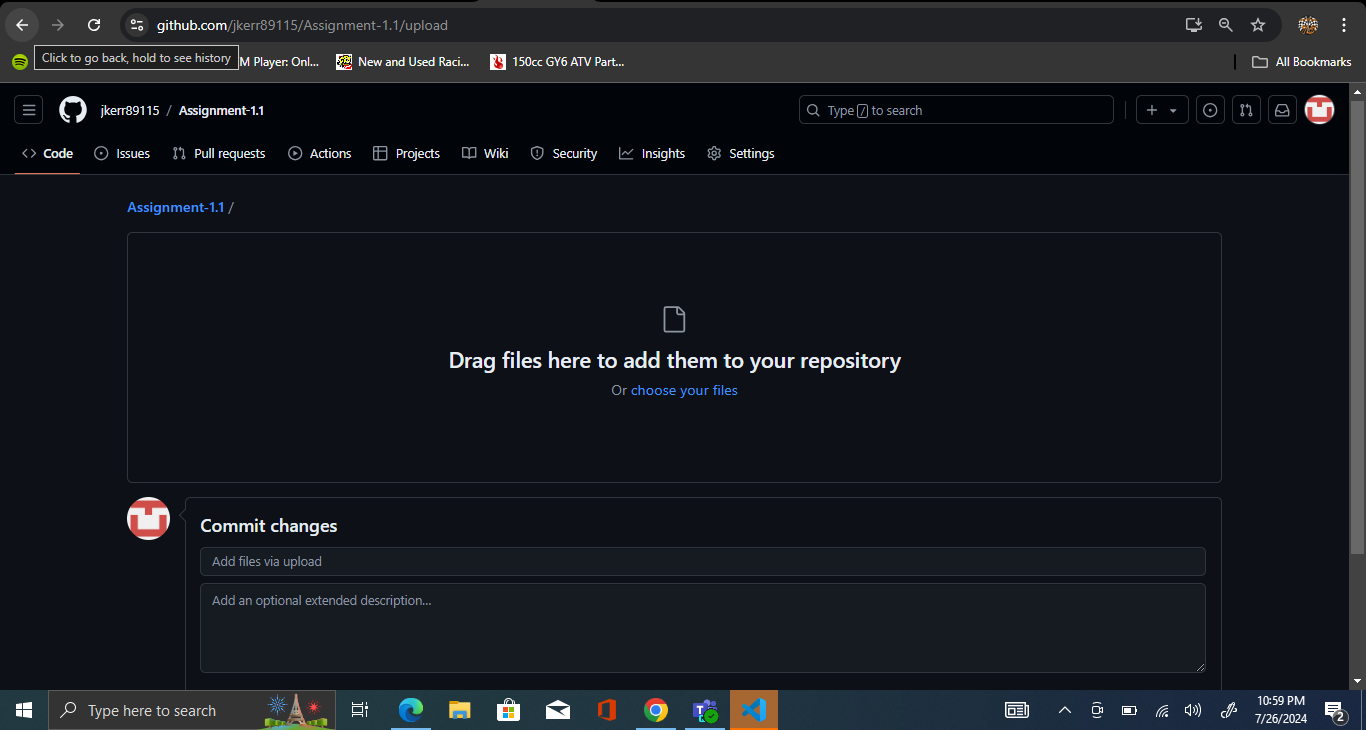 github.com/jkerr89115/Assignment-1.1/upload
Click to go back, hold to see history
M Player: Onl...
New and Used Raci...
150cc GY6 ATV Part...
All Bookmarks
jkerr89115 / Assignment-1.1
Type / to search
Code
Issues
Pull requests
Actions
Projects
Wiki
Security
Insights
Settings
Assignment-1.1 /
Drag files here to add them to your repository
Or choose your files
Commit changes
Add files via upload
Add an optional extended description...
Type here to search
10:59 PM
7/26/2024
2